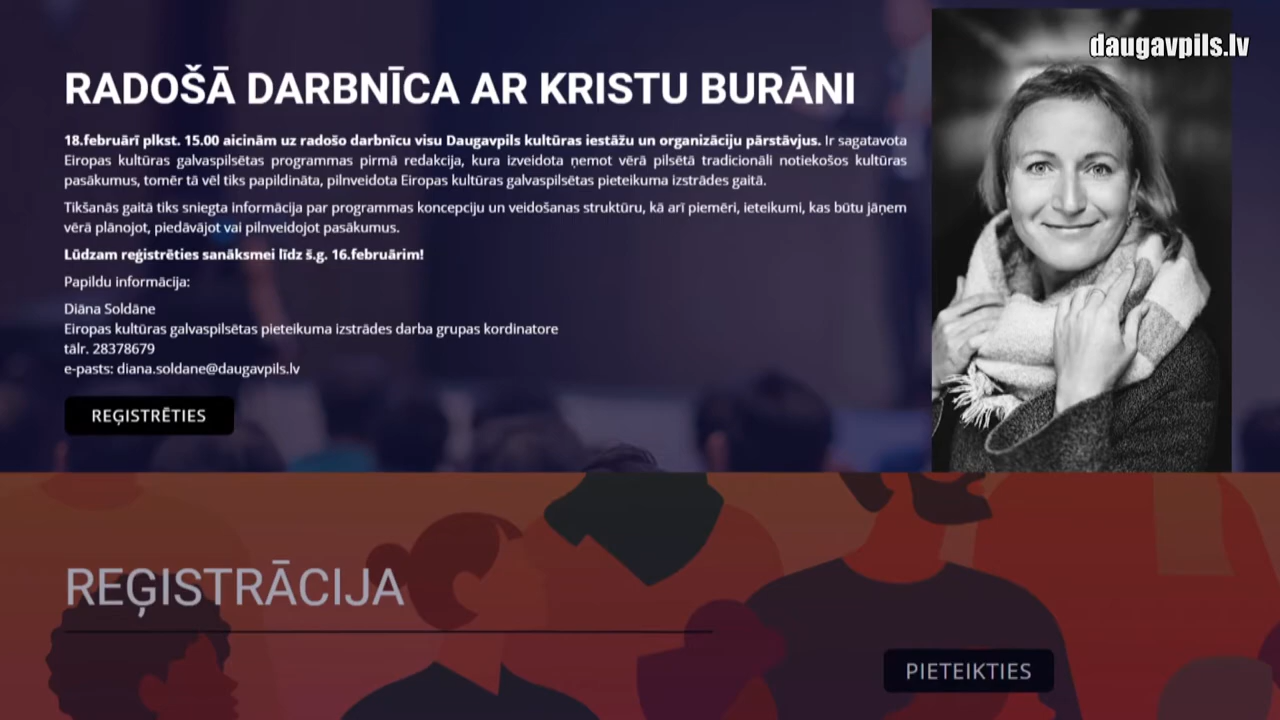 daugavpils.lv
RADOŠĀ DARBNĪCA AR KRISTU BURĀNI
18.februārī plkst. 15.00 aicinām uz radošo darbnīcu visu Daugavpils kultūras iestāžu un organizāciju pārstāvjus. Ir sagatavota
Eiropas kultūras galvaspilsētas programmas pirmā redakcija, kura izveidota ņemot vērā pilsētā tradicionāli notiekošos kultūras
pasākumus, tomēr tā vēl tiks papildināta, pilnveidota Eiropas kultūras galvaspilsētas pieteikuma izstrādes gaitā.
Tikšanās gaitā tiks sniegta informācija par programmas koncepciju un veidošanas struktūru, kā arī piemēri, ieteikumi, kas būtu jāņem
vērā plānojot, piedāvājot vai pilnveidojot pasākumus.
Lūdzam reģistrēties sanāksmei līdz š.g. 16.februārim!
Papildu informācija:
Diāna Soldāne
Eiropas kultūras galvaspilsētas pieteikuma izstrādes darba grupas kordinatore
tālr. 28378679
e-pasts: diana.soldane@daugavpils.lv
REĢISTRĒTIES
REĢISTRĀCIJA
PIETEIKTIES